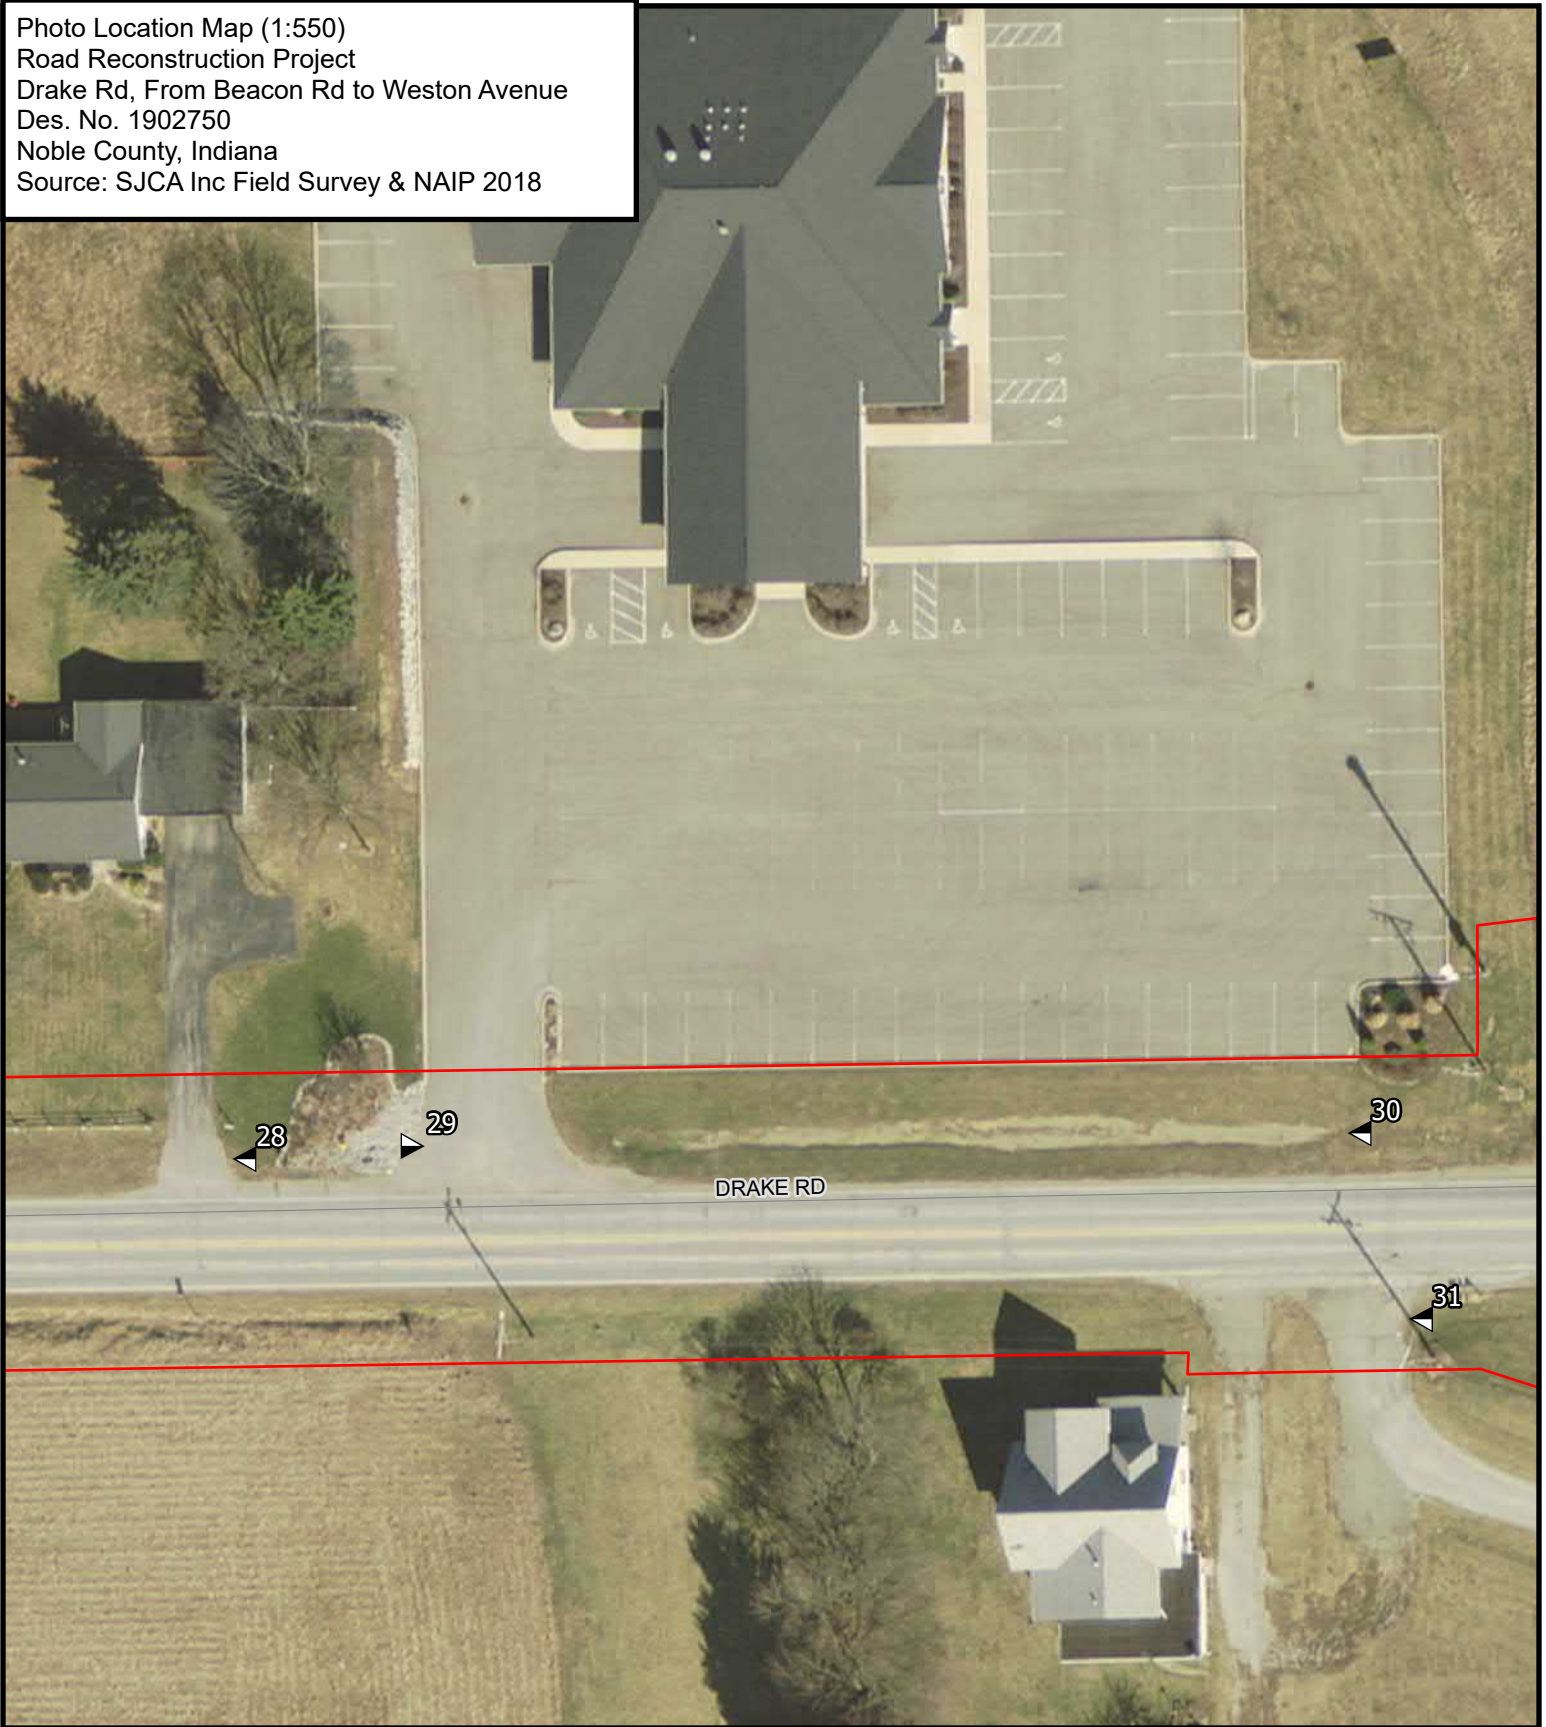 Photo Location Map (1:550)
Road Reconstruction Project
Drake Rd, From Beacon Rd to Weston Avenue
Des. No. 1902750
Noble County, Indiana
Source: SJCA Inc Field Survey & NAIP 2018
30
29
28
DRAKE RD
31